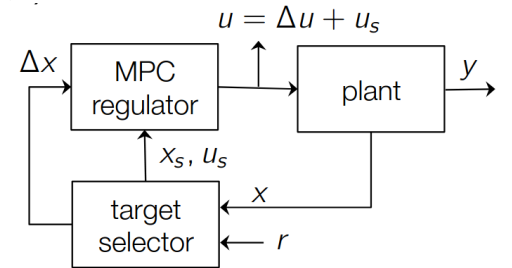 u = Δu + u_s
Δx
MPC
regulator
plant
y
x_s, u_s
x
target
selector
r